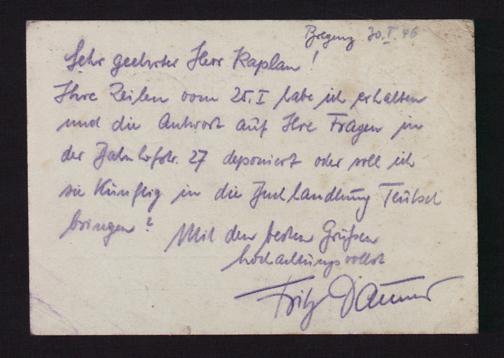 Bregenz 30.I.46
Sehr geehrter Herr Kaplan!
Ihre Zeilen vom 25.I habe ich erhalten
und die Antwort auf Ihre Fragen in
der Bahnhofstr. 27 deponiert oder soll ich
sie künftig in die Buchhandlung Teutsch
bringen?
Mit den besten Grüßen
hochachtungsvollst
Fritz